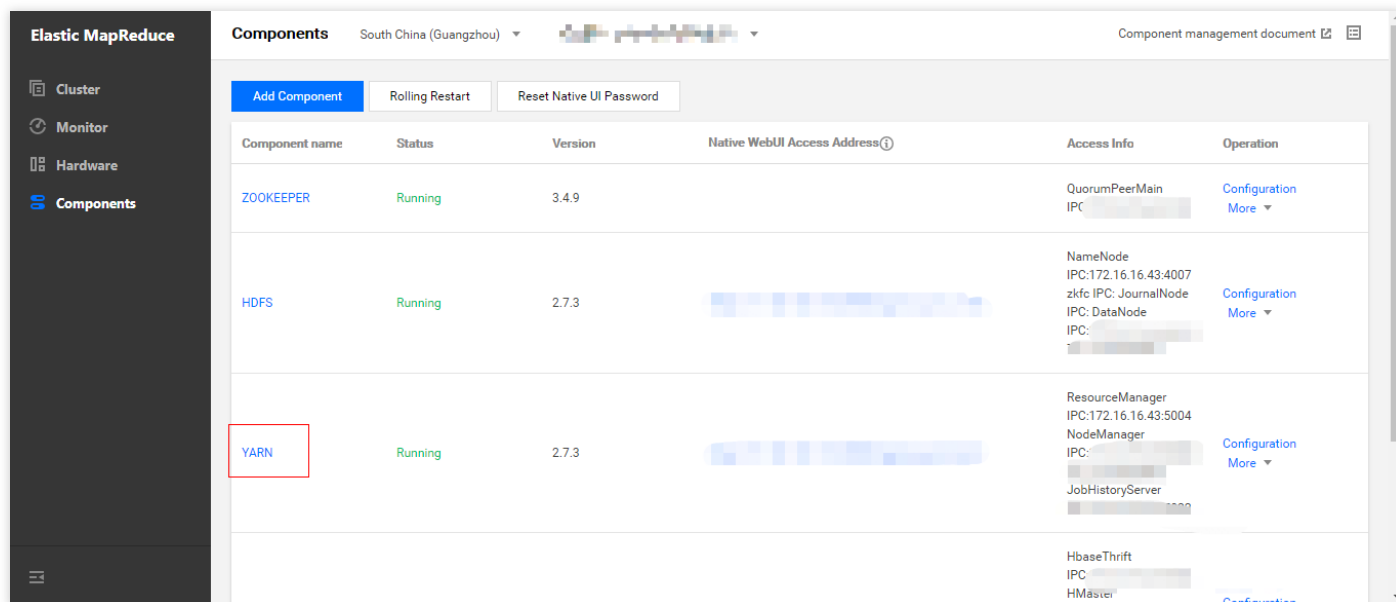 Elastic MapReduce
Cluster
Monitor
Hardware
Components
Components
South China (Guangzhou)
Component management document
Add Component
Rolling Restart
Reset Native UI Password
Component name
Status
Version
Native WebUI Access Address
Access Info
Operation
ZOOKEEPER
Running
3.4.9
QuorumPeerMain
IPC
Configuration
More
HDFS
Running
2.7.3
NameNode
IPC:172.16.16.43:4007
zkfc IPC: JournalNode
IPC: DataNode
IPC:
Configuration
More
YARN
Running
2.7.3
ResourceManager
IPC:172.16.16.43:5004
NodeManager
IPC:
JobHistoryServer
Configuration
More
HbaseThrift
IPC
HMaster
Configuration